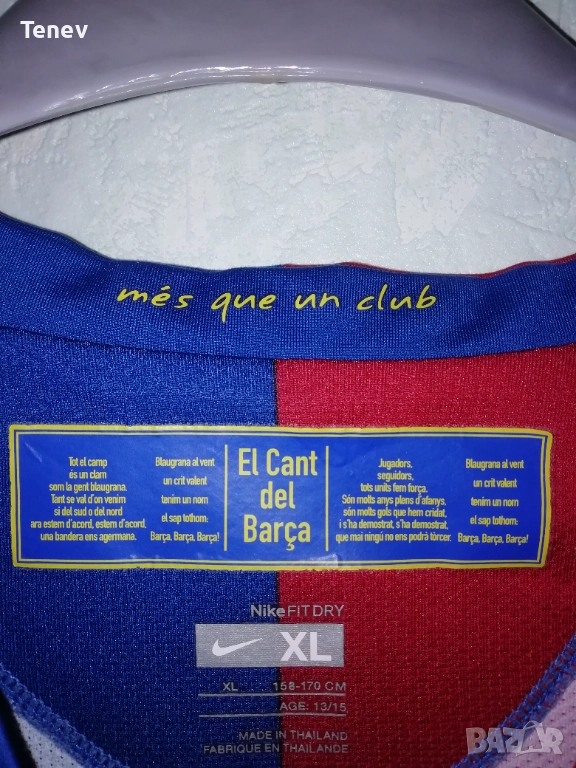 Tenev
més que un club
Tot el camp
és un clam
som la gent blaugrana.
Tant se val d'on venim
si del sud o del nord
ara estem d'acord, estem d'acord,
una bandera ens agermana.
Blaugrana al vent
un crit valent
tenim un nom
el sap tothom:
Barça, Barça, Barça!
El Cant
del
Barça
Jugadors,
seguidors,
tots units fem força.
Són molts anys plens d'afanys,
són molts gols que hem cridat,
i s'ha demostrat, s'ha demostrat,
que mai ningú no ens podrà tòrcer.
Blaugrana al vent
un crit valent
tenim un nom
el sap tothom:
Barça, Barça, Barça!
NikeFITDRY
XL
XL 158-170 CM
AGE: 13/15
MADE IN THAILAND
FABRIQUE EN THAILANDE
BAZAR